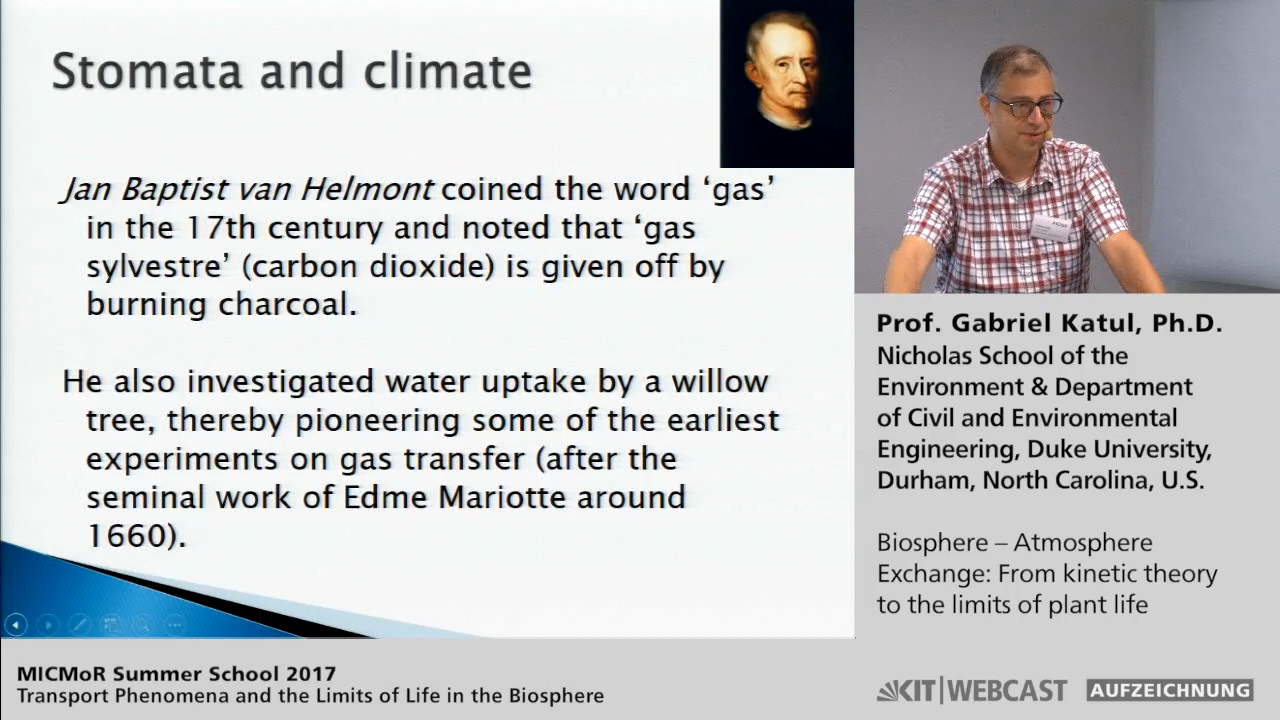 Stomata and climate
Jan Baptist van Helmont coined the word ‘gas’
in the 17th century and noted that ‘gas
sylvestre’ (carbon dioxide) is given off by
burning charcoal.
He also investigated water uptake by a willow
tree, thereby pioneering some of the earliest
experiments on gas transfer (after the
seminal work of Edme Mariotte around
1660).
Prof. Gabriel Katul, Ph.D.
Nicholas School of the
Environment & Department
of Civil and Environmental
Engineering, Duke University,
Durham, North Carolina, U.S.
Biosphere – Atmosphere
Exchange: From kinetic theory
to the limits of plant life
MICMoR Summer School 2017
Transport Phenomena and the Limits of Life in the Biosphere
KIT|WEBCAST AUFZEICHNUNG